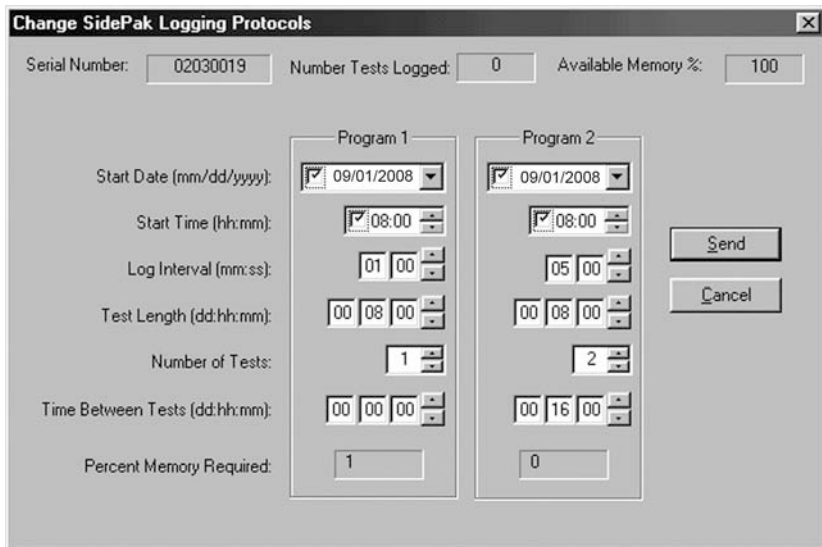 Change SidePak Logging Protocols
Serial Number: 02030019 Number Tests Logged: 0 Available Memory %: 100
Program 1 Program 2
Start Date (mm/dd/yyyy): 09/01/2008 09/01/2008
Start Time (hh:mm): 08:00 08:00
Send
Log Interval (mm:ss): 01 00 05 00
Cancel
Test Length (dd:hh:mm): 00 08 00 00 08 00
Number of Tests: 1 2
Time Between Tests (dd:hh:mm): 00 00 00 00 16 00
Percent Memory Required: 1 0